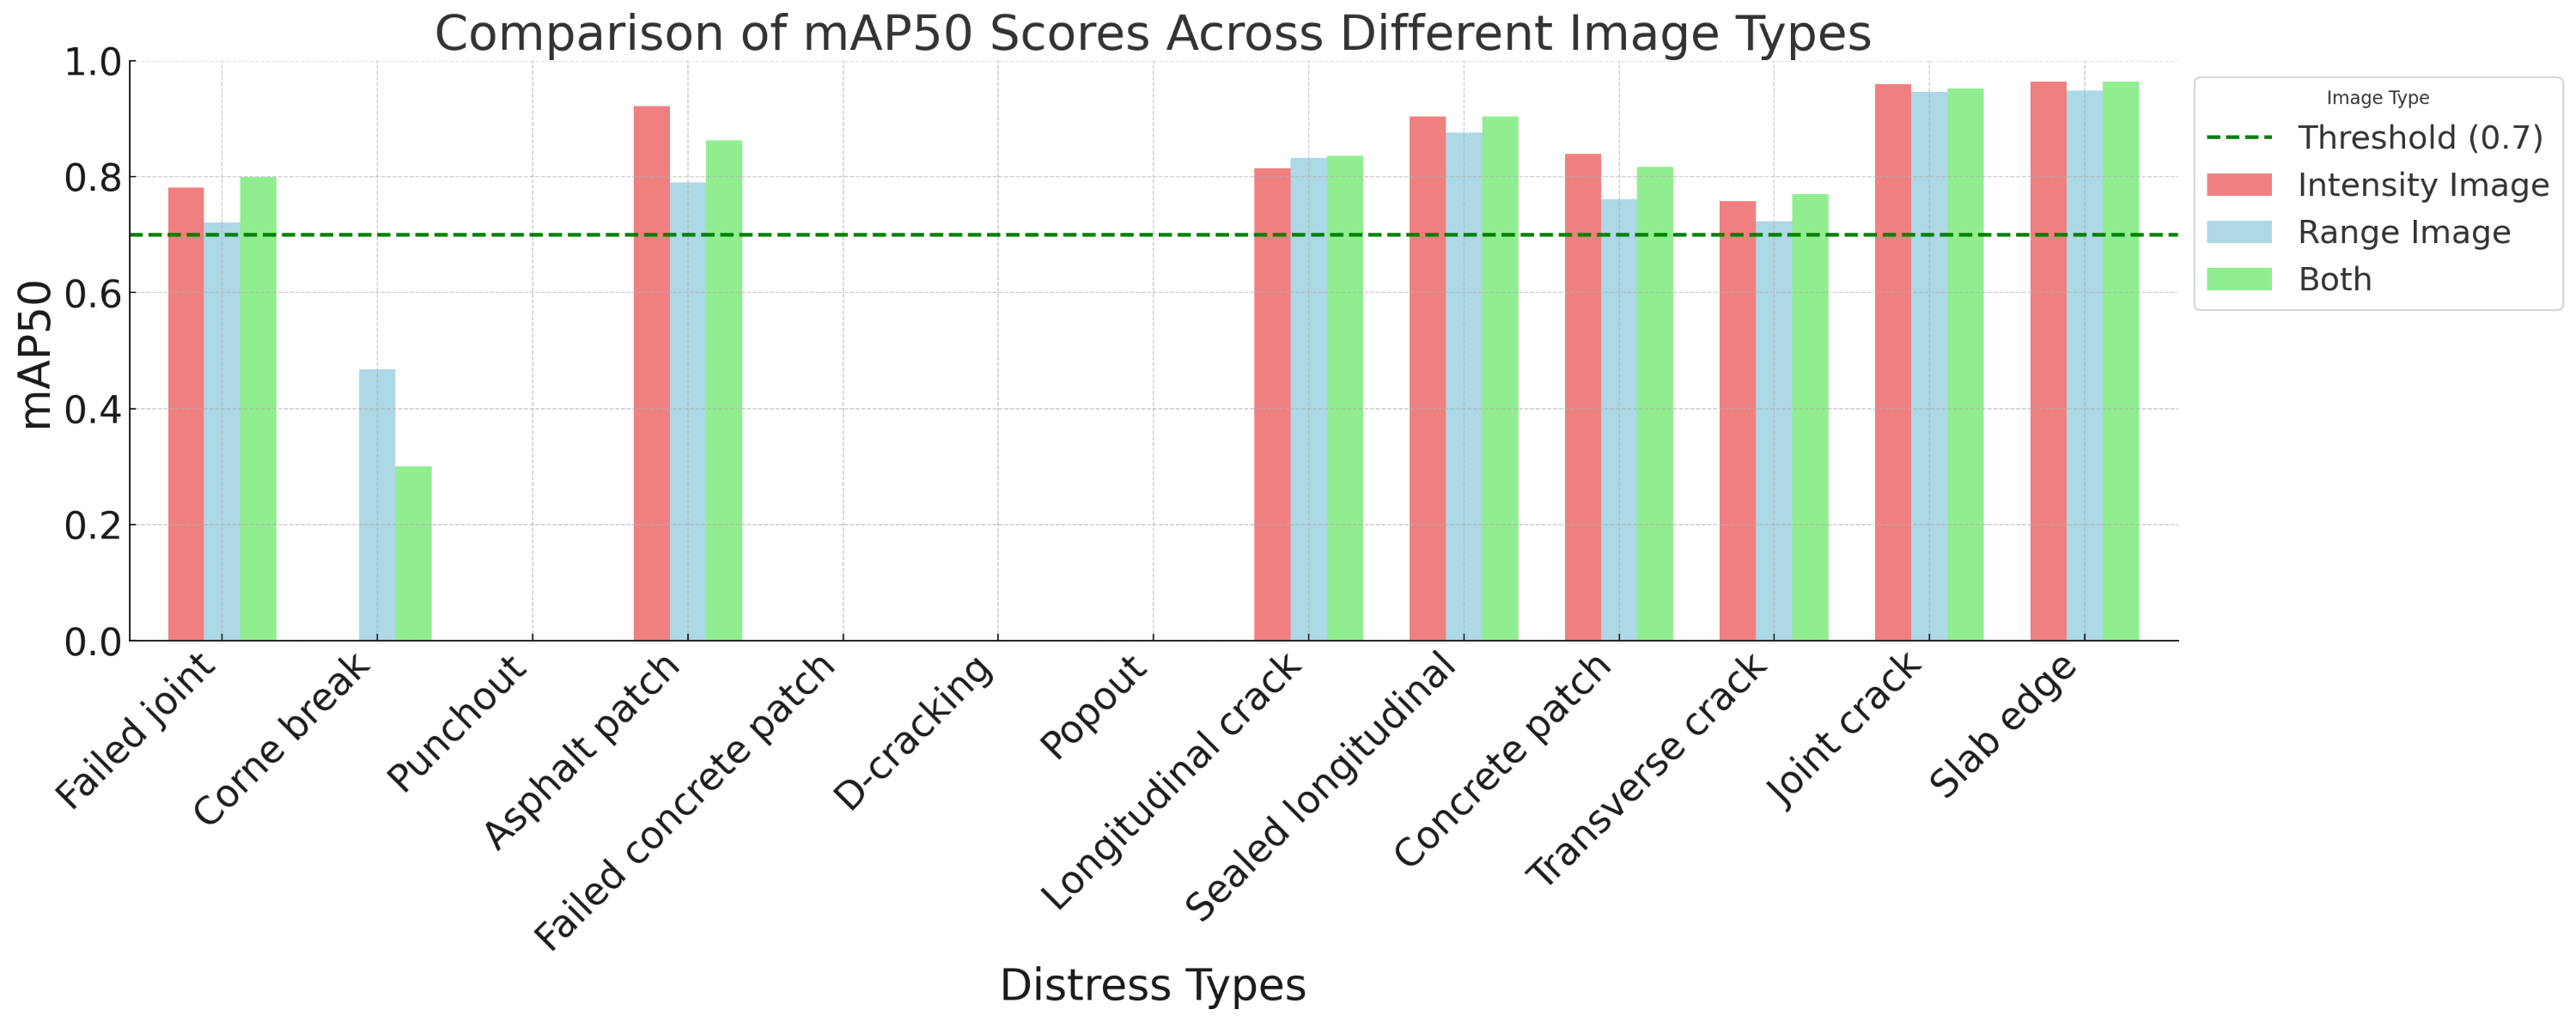 Comparison of mAP50 Scores Across Different Image Types
mAP50
1.0
0.8
0.6
0.4
0.2
0.0
Failed joint
Corne break
Punchout
Asphalt patch
Failed concrete patch
D-cracking
Popout
Longitudinal crack
Sealed longitudinal
Concrete patch
Transverse crack
Joint crack
Slab edge
Distress Types
Image Type
Threshold (0.7)
Intensity Image
Range Image
Both